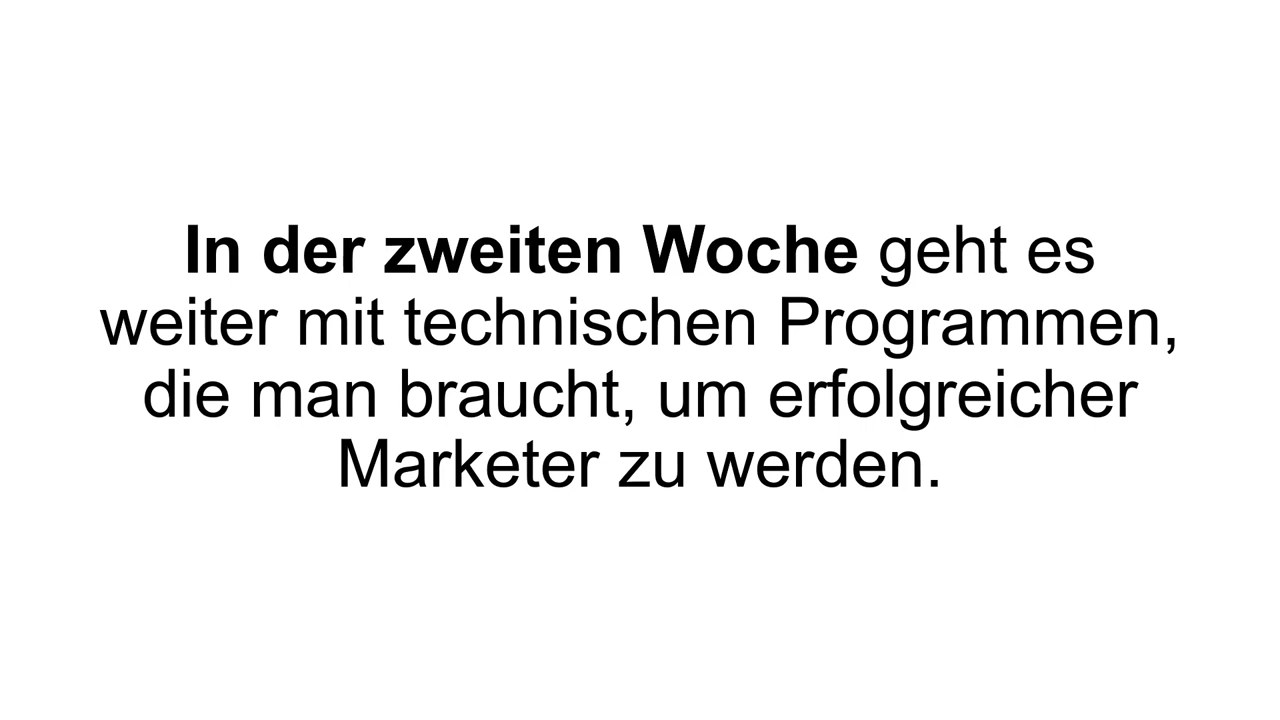 In der zweiten Woche geht es
weiter mit technischen Programmen,
die man braucht, um erfolgreicher
Marketer zu werden.